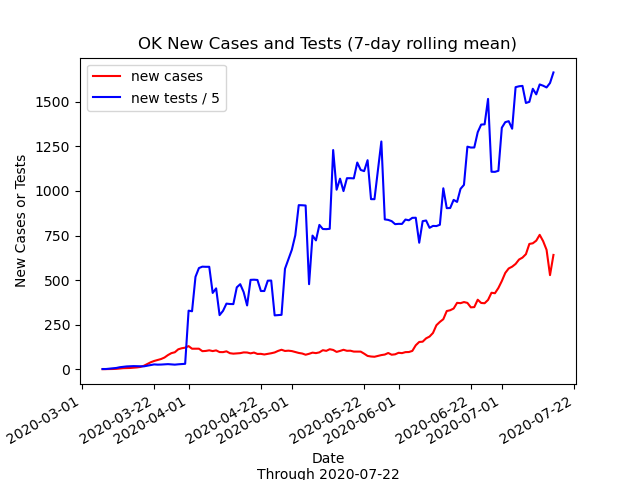 OK New Cases and Tests (7-day rolling mean)
new cases
new tests / 5
1500
1250
1000
750
500
250
0
New Cases or Tests
2020-03-01
2020-03-22
2020-04-01
2020-04-22
2020-05-01
2020-05-22
2020-06-01
2020-06-22
2020-07-01
2020-07-22
Date
Through 2020-07-22